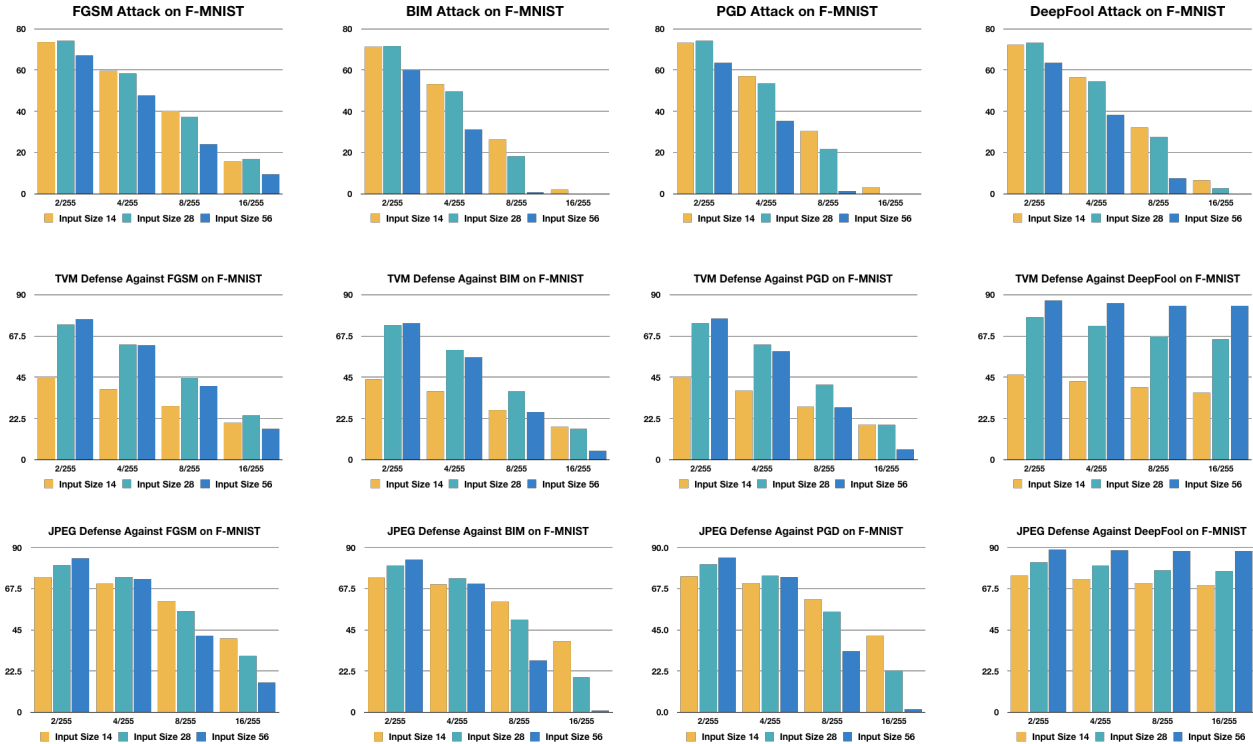 FGSM Attack on F-MNIST
80
60
40
20
0
2/255 4/255 8/255 16/255
Input Size 14 Input Size 28 Input Size 56
BIM Attack on F-MNIST
80
60
40
20
0
2/255 4/255 8/255 16/255
Input Size 14 Input Size 28 Input Size 56
PGD Attack on F-MNIST
80
60
40
20
0
2/255 4/255 8/255 16/255
Input Size 14 Input Size 28 Input Size 56
DeepFool Attack on F-MNIST
80
60
40
20
0
2/255 4/255 8/255 16/255
Input Size 14 Input Size 28 Input Size 56
TVM Defense Against FGSM on F-MNIST
90
67.5
45
22.5
0
2/255 4/255 8/255 16/255
Input Size 14 Input Size 28 Input Size 56
TVM Defense Against BIM on F-MNIST
90
67.5
45
22.5
0
2/255 4/255 8/255 16/255
Input Size 14 Input Size 28 Input Size 56
TVM Defense Against PGD on F-MNIST
90
67.5
45
22.5
0
2/255 4/255 8/255 16/255
Input Size 14 Input Size 28 Input Size 56
TVM Defense Against DeepFool on F-MNIST
90
67.5
45
22.5
0
2/255 4/255 8/255 16/255
Input Size 14 Input Size 28 Input Size 56
JPEG Defense Against FGSM on F-MNIST
90
67.5
45
22.5
0
2/255 4/255 8/255 16/255
Input Size 14 Input Size 28 Input Size 56
JPEG Defense Against BIM on F-MNIST
90
67.5
45
22.5
0
2/255 4/255 8/255 16/255
Input Size 14 Input Size 28 Input Size 56
JPEG Defense Against PGD on F-MNIST
90.0
67.5
45.0
22.5
0.0
2/255 4/255 8/255 16/255
Input Size 14 Input Size 28 Input Size 56
JPEG Defense Against DeepFool on F-MNIST
90
67.5
45
22.5
0
2/255 4/255 8/255 16/255
Input Size 14 Input Size 28 Input Size 56